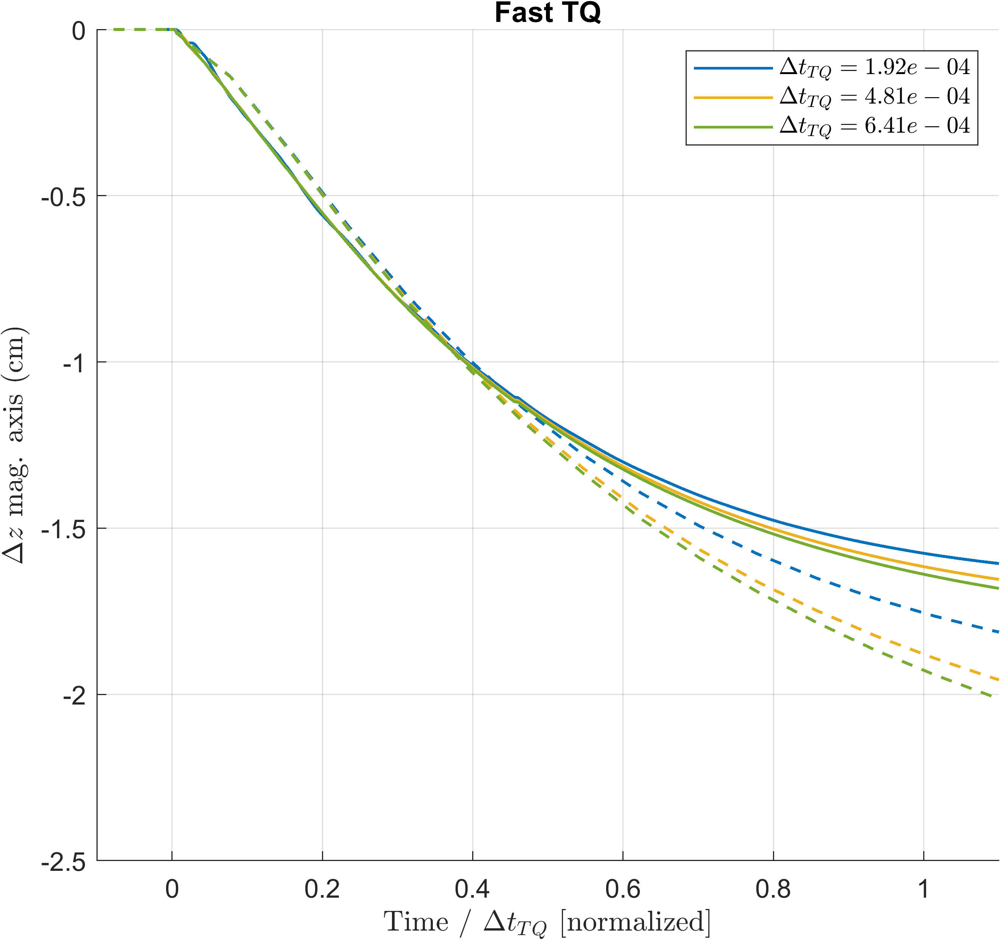 Fast TQ
0
-0.5
-1
-1.5
-2
-2.5
Δz mag. axis (cm)
Δt_TQ = 1.92e − 04
Δt_TQ = 4.81e − 04
Δt_TQ = 6.41e − 04
0 0.2 0.4 0.6 0.8 1
Time / Δt_TQ [normalized]